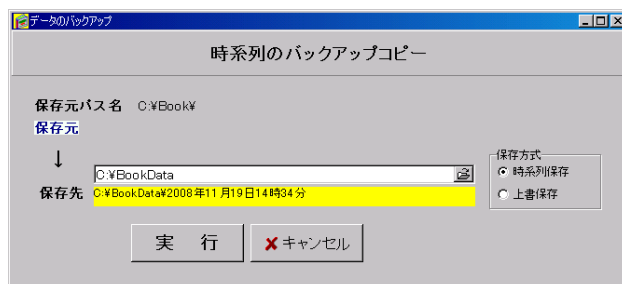 データのバックアップ
時系列のバックアップコピー
保存元パス名 C:¥Book¥
保存元
↓
C:¥BookData
保存先 C:¥BookData¥2008年11月19日14時34分
保存方式
時系列保存
上書保存
実 行
キャンセル